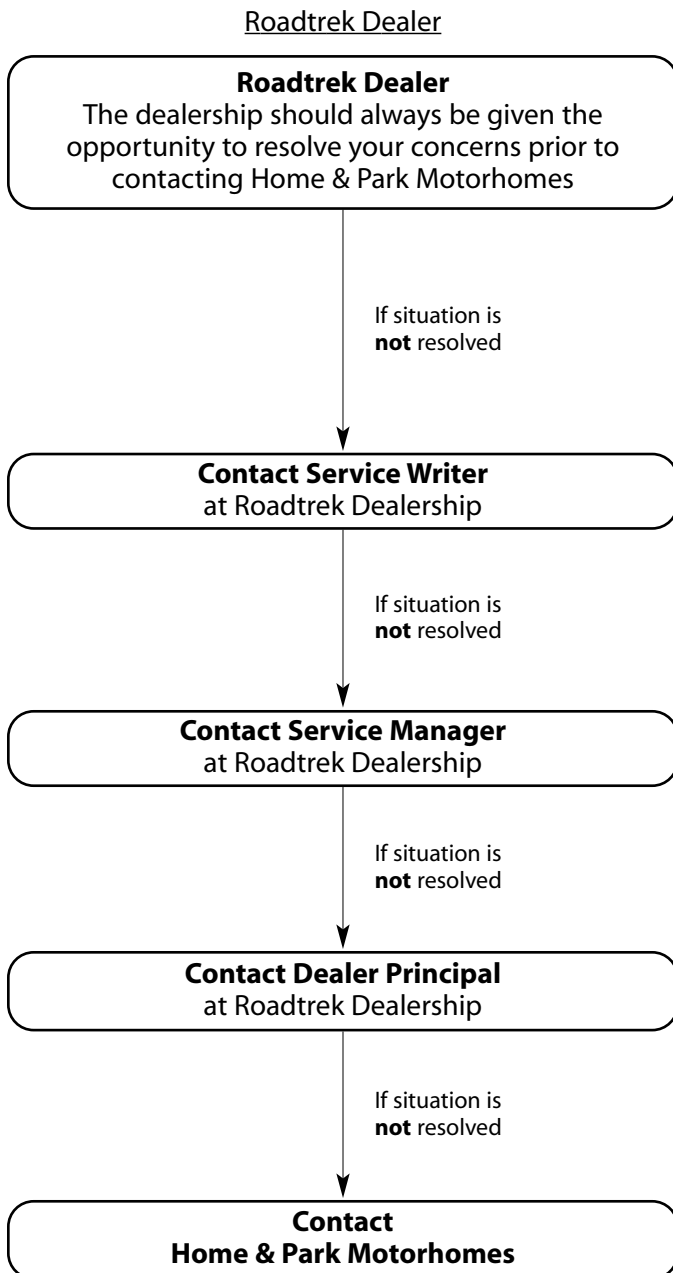 Roadtrek Dealer
Roadtrek Dealer
The dealership should always be given the
opportunity to resolve your concerns prior to
contacting Home & Park Motorhomes
If situation is
not resolved
Contact Service Writer
at Roadtrek Dealership
If situation is
not resolved
Contact Service Manager
at Roadtrek Dealership
If situation is
not resolved
Contact Dealer Principal
at Roadtrek Dealership
If situation is
not resolved
Contact
Home & Park Motorhomes